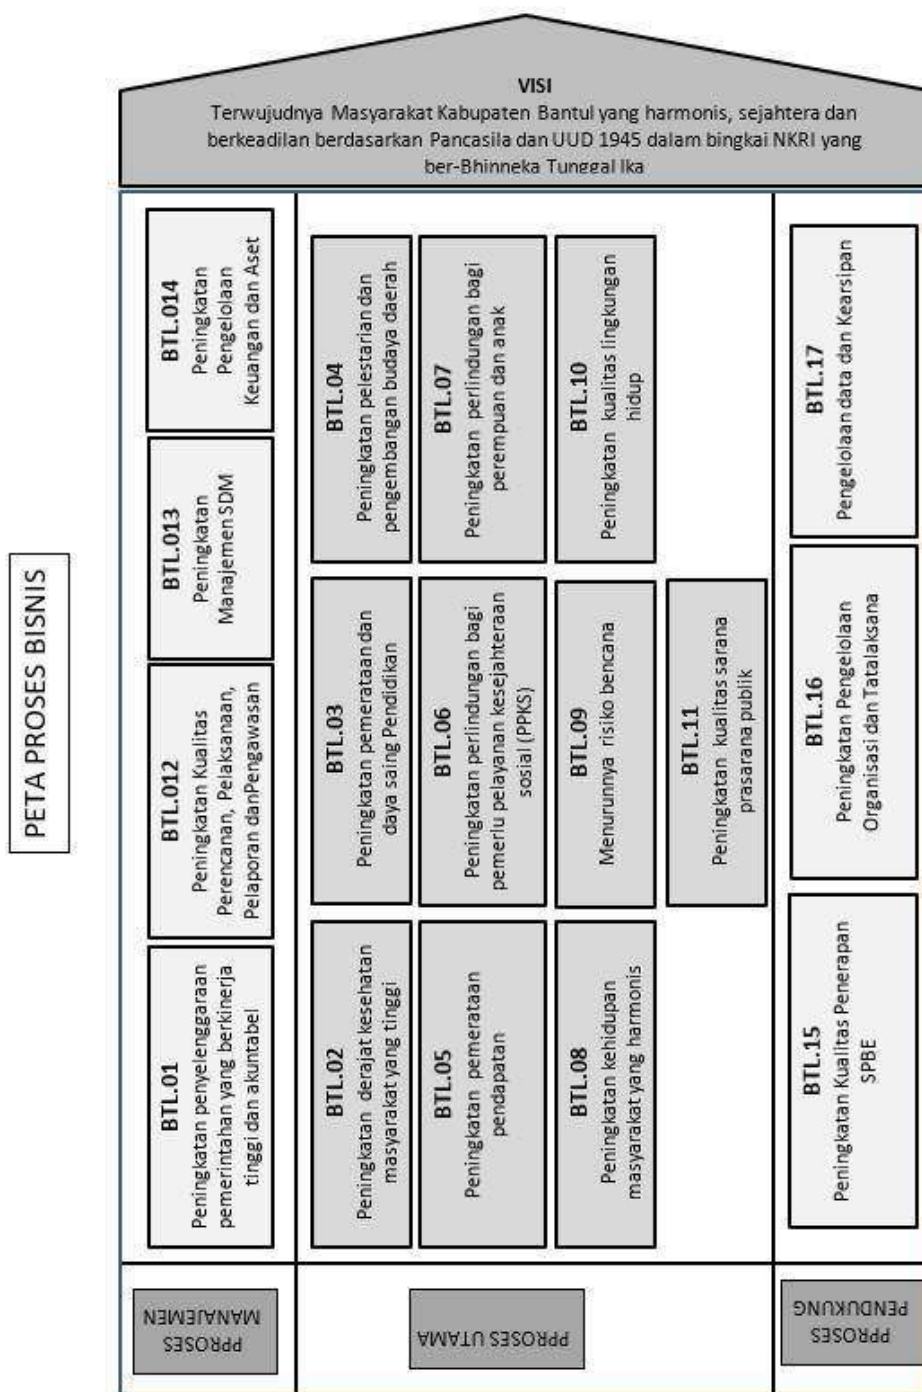 PETA PROSES BISNIS
VISI
Terwujudnya Masyarakat Kabupaten Bantul yang harmonis, sejahtera dan
berkeadilan berdasarkan Pancasila dan UUD 1945 dalam bingkai NKRI yang
ber-Bhinneka Tunggal Ika
PPROSES
MANAJEMEN
BTL.01
Peningkatan penyelenggaraan
pemerintahan yang berkinerja
tinggi dan akuntabel
BTL.012
Peningkatan Kualitas
Perencanan, Pelaksanaan,
Pelaporan danPengawasan
BTL.013
Peningkatan
Manajemen SDM
BTL.014
Peningkatan
Pengelolaan
Keuangan dan Aset
PPROSES UTAMA
BTL.02
Peningkatan derajat kesehatan
masyarakat yang tinggi
BTL.03
Peningkatan pemerataan dan
daya saing Pendidikan
BTL.04
Peningkatan pelestarian dan
pengembangan budaya daerah
BTL.05
Peningkatan pemerataan
pendapatan
BTL.06
Peningkatan perlindungan bagi
pemerlu pelayanan kesejahteraan
sosial (PPKS)
BTL.07
Peningkatan perlindungan bagi
perempuan dan anak
BTL.08
Peningkatan kehidupan
masyarakat yang harmonis
BTL.09
Menurunnya risiko bencana
BTL.10
Peningkatan kualitas lingkungan
hidup
BTL.11
Peningkatan kualitas sarana
prasarana publik
PPROSES
PENDUKUNG
BTL.15
Peningkatan Kualitas Penerapan
SPBE
BTL.16
Peningkatan Pengelolaan
Organisasi dan Tatalaksana
BTL.17
Pengelolaan data dan Kearsipan